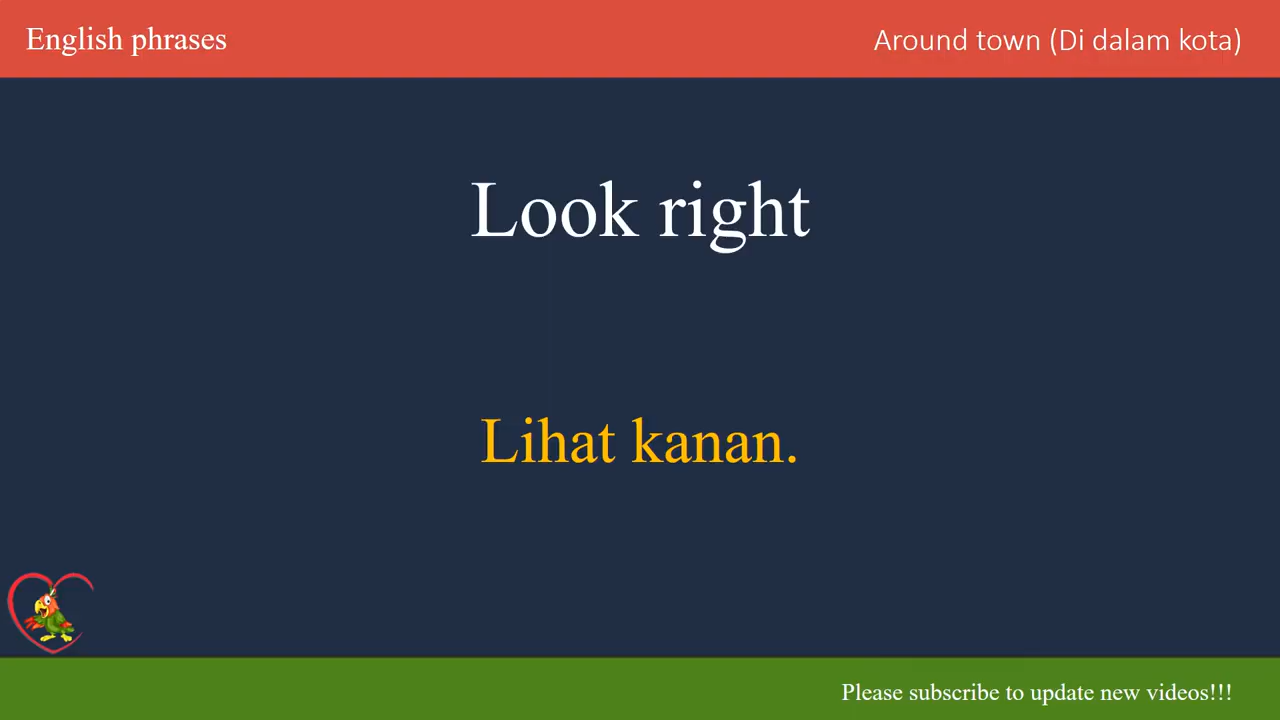 English phrases
Around town (Di dalam kota)
Look right
Lihat kanan.
Please subscribe to update new videos!!!